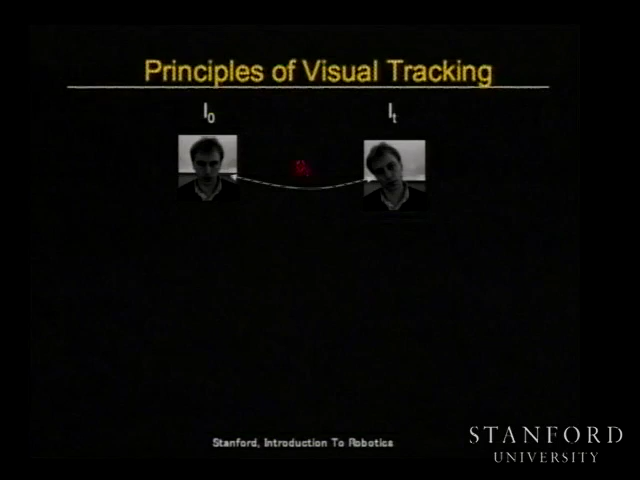 Principles of Visual Tracking
I0 It
Stanford, Introduction To Robotics
STANFORD
UNIVERSITY